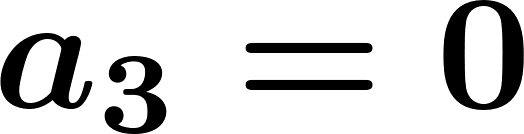 a₃ = 0